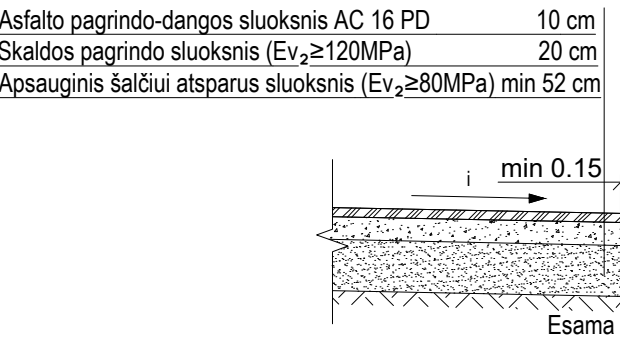 Asfalto pagrindo-dangos sluoksnis AC 16 PD 10 cm
Skaldos pagrindo sluoksnis (Ev₂≥120MPa) 20 cm
Apsauginis šalčiui atsparus sluoksnis (Ev₂≥80MPa) min 52 cm
i
min 0.15
Esama